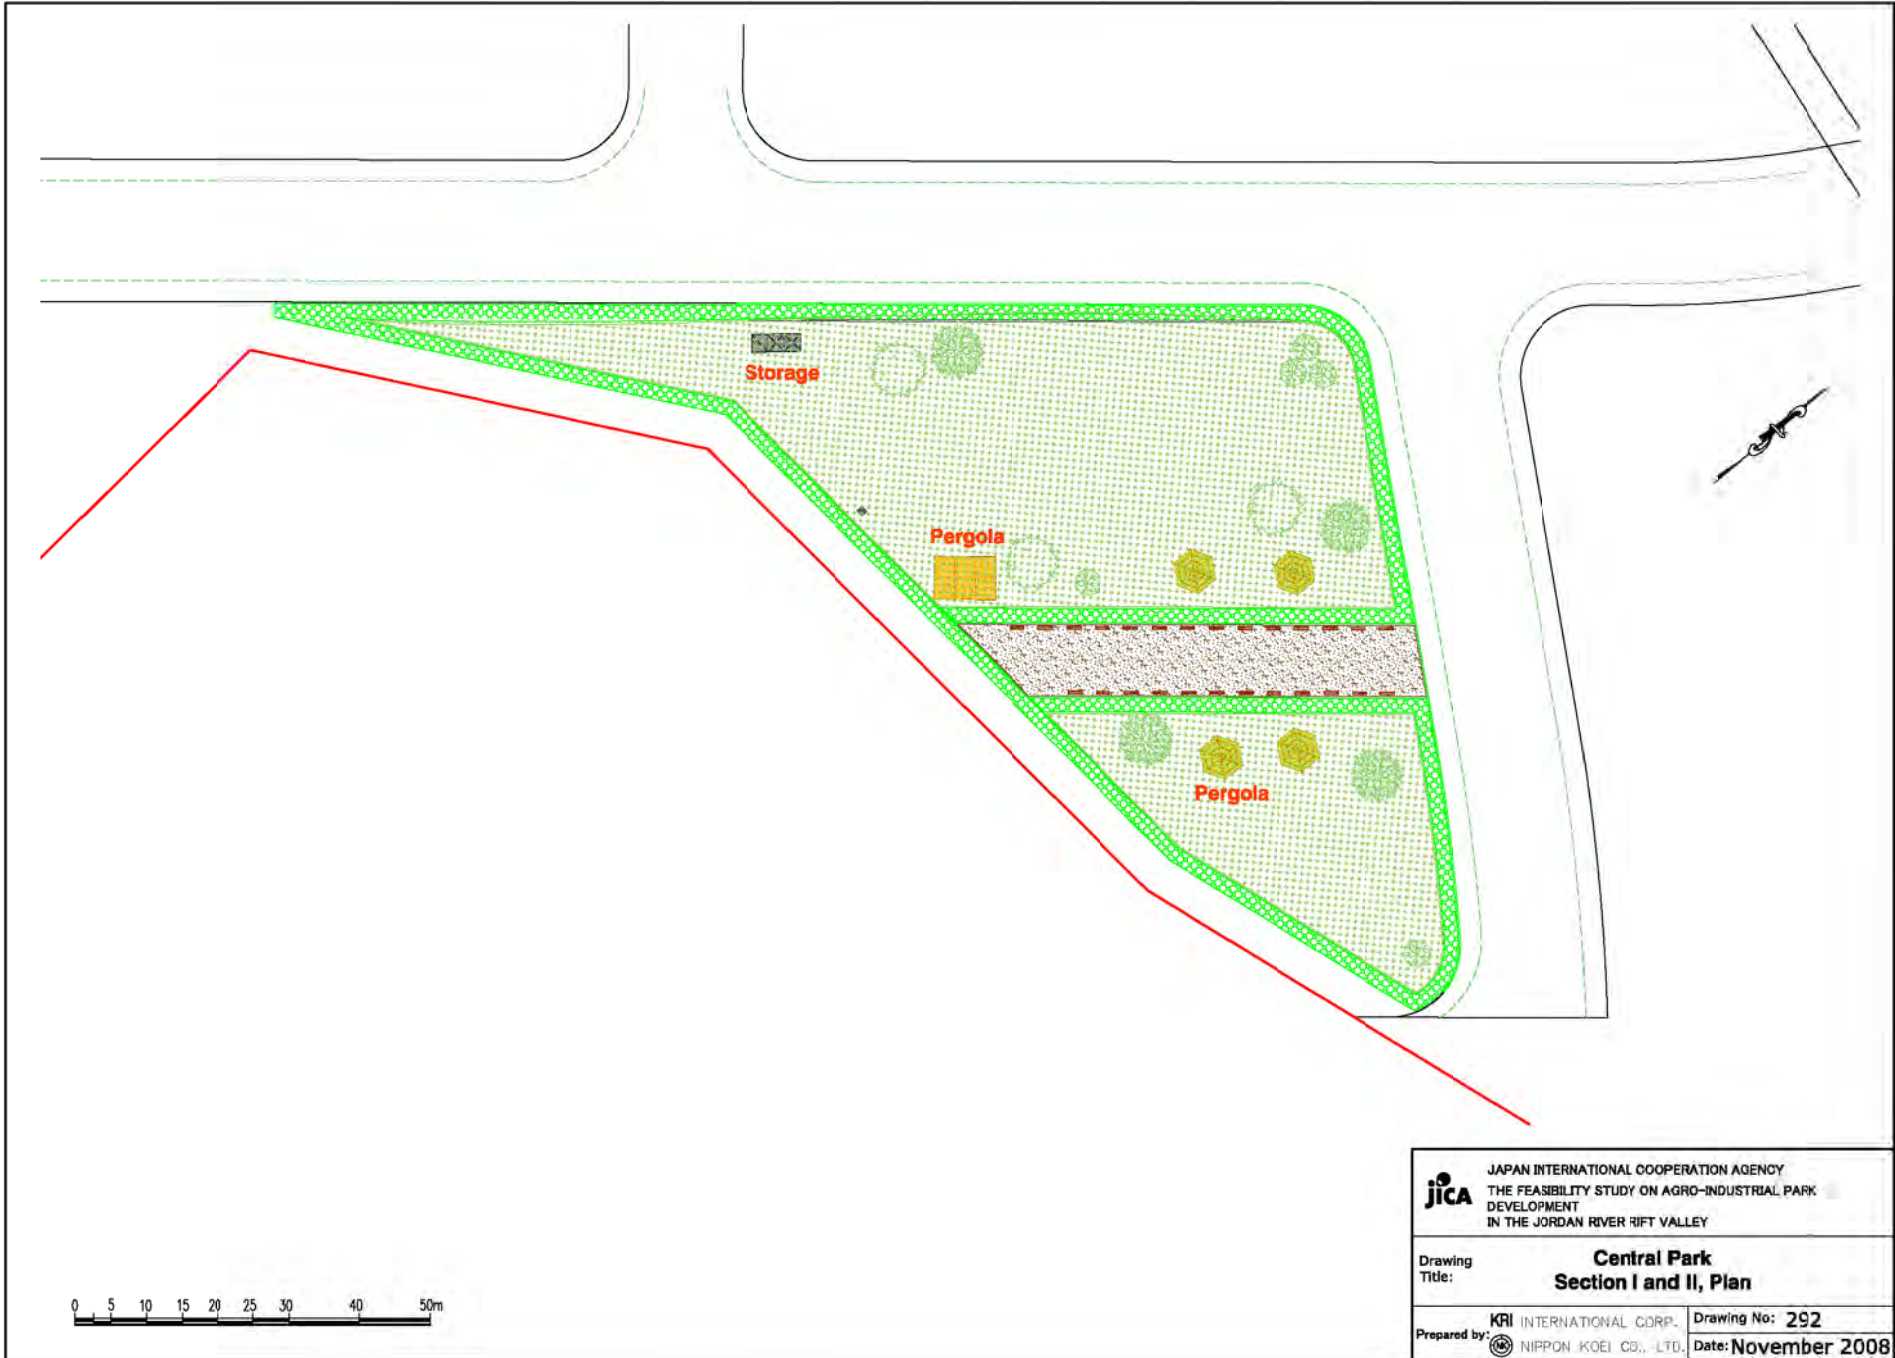 Storage
Pergola
Pergola
0 5 10 15 20 25 30 40 50m
jICA
JAPAN INTERNATIONAL COOPERATION AGENCY
THE FEASIBILITY STUDY ON AGRO-INDUSTRIAL PARK
DEVELOPMENT
IN THE JORDAN RIVER RIFT VALLEY
Drawing
Title:
Central Park
Section I and II, Plan
Prepared by:
KRI INTERNATIONAL CORP.
NK NIPPON KOEI CO., LTD.
Drawing No: 292
Date: November 2008